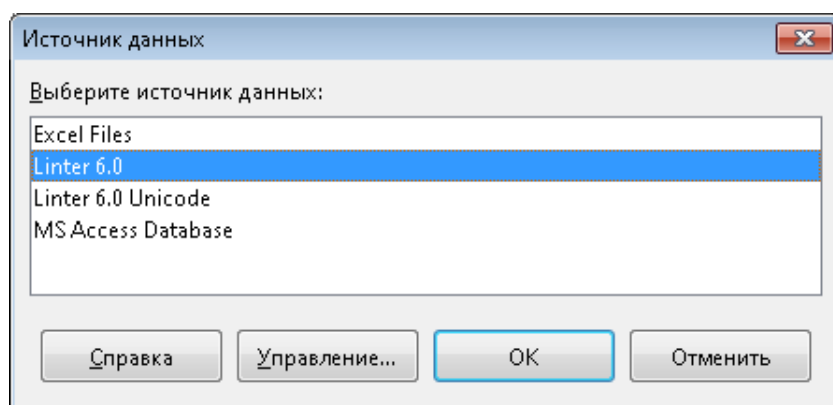 Источник данных
Выберите источник данных:
Excel Files
Linter 6.0
Linter 6.0 Unicode
MS Access Database
Справка Управление... ОК Отменить